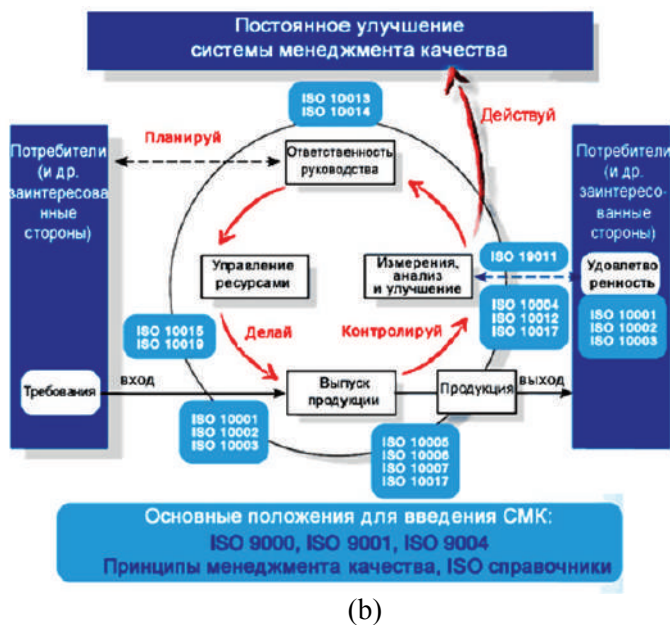 Постоянное улучшение
системы менеджмента качества
ISO 10013
ISO 10014
Действуй
Планируй
Потребители
(и др.
заинтересова
нные
стороны)
Ответственность
руководства
Потребители
(и др.
заинтересо-
ванные
стороны)
ISO 19011
Управление
ресурсами
Измерения,
анализ
и улучшение
Удовлетво
ренность
ISO 10004
ISO 10012
ISO 10017
ISO 10001
ISO 10002
ISO 10003
ISO 10015
ISO 10019
Делай
Контролируй
Требования
вход
Выпуск
продукции
Продукция
выход
ISO 10001
ISO 10002
ISO 10003
ISO 10005
ISO 10006
ISO 10007
ISO 10017
Основные положения для введения СМК:
ISO 9000, ISO 9001, ISO 9004
Принципы менеджмента качества, ISO справочники
(b)